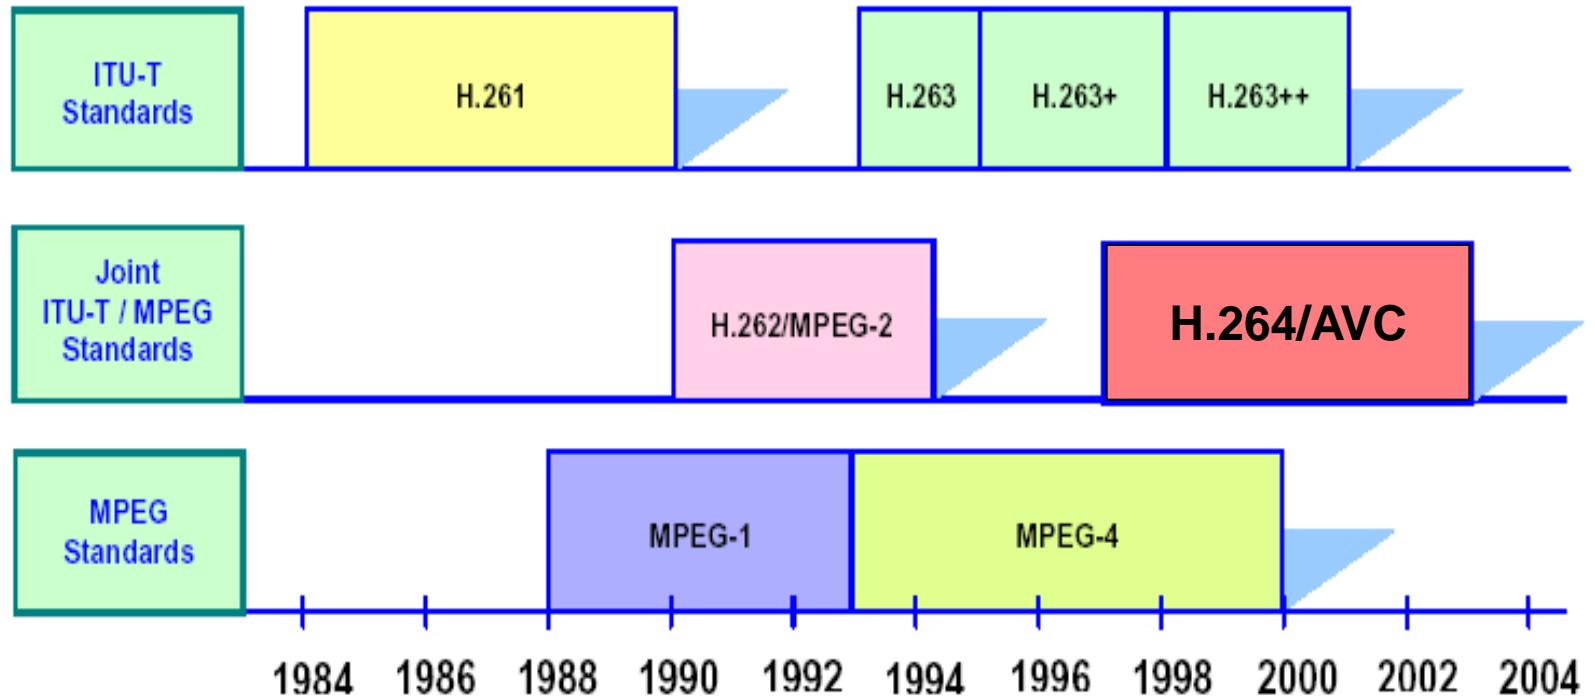 ITU-T
Standards
H.261
H.263
H.263+
H.263++
Joint
ITU-T / MPEG
Standards
H.262/MPEG-2
H.264/AVC
MPEG
Standards
MPEG-1
MPEG-4
1984 1986 1988 1990 1992 1994 1996 1998 2000 2002 2004